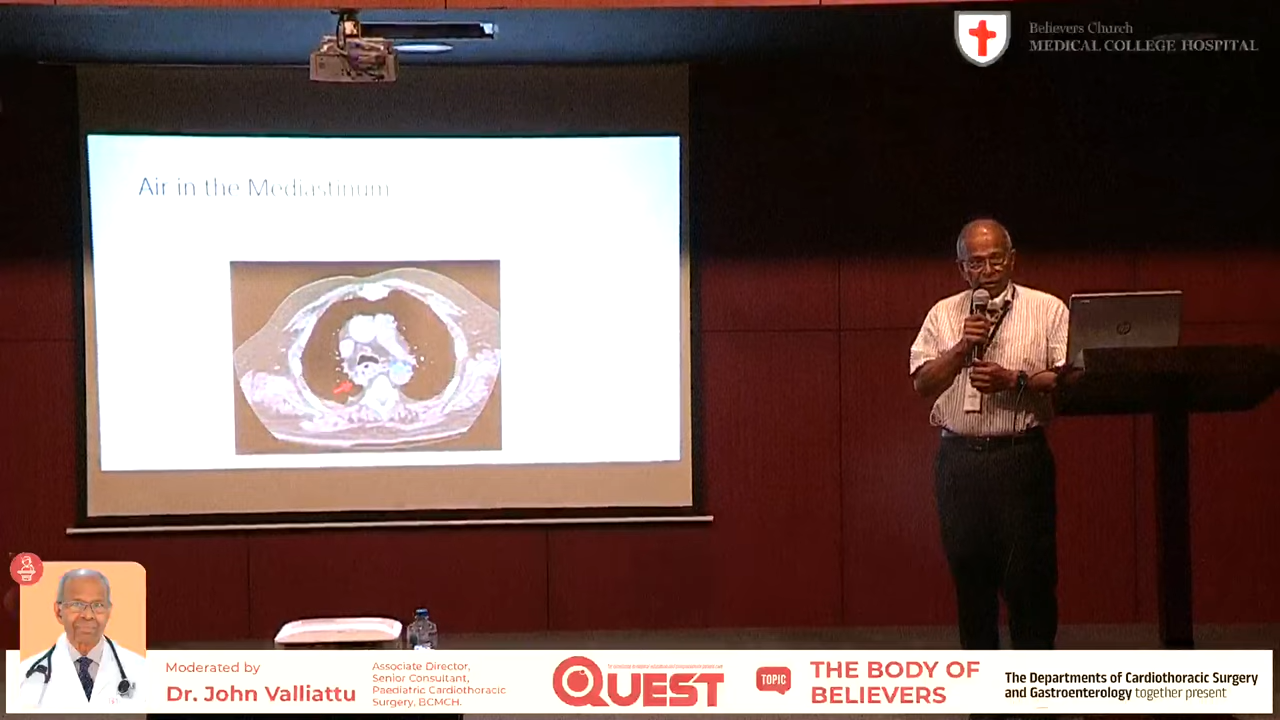 Believers Church
MEDICAL COLLEGE HOSPITAL
Air in the Mediastinum
Moderated by
Dr. John Valliattu
Associate Director,
Senior Consultant,
Paediatric Cardiothoracic
Surgery, BCMCH.
QUEST
TOPIC
THE BODY OF
BELIEVERS
The Departments of Cardiothoracic Surgery
and Gastroenterology together present